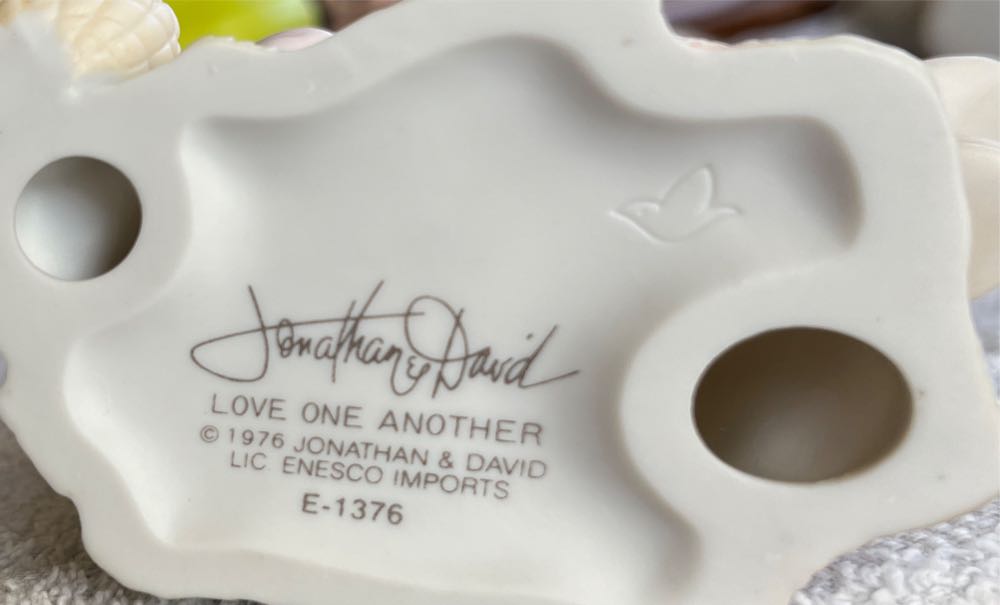 Jonathan & David
LOVE ONE ANOTHER
© 1976 JONATHAN & DAVID
LIC. ENESCO IMPORTS
E-1376